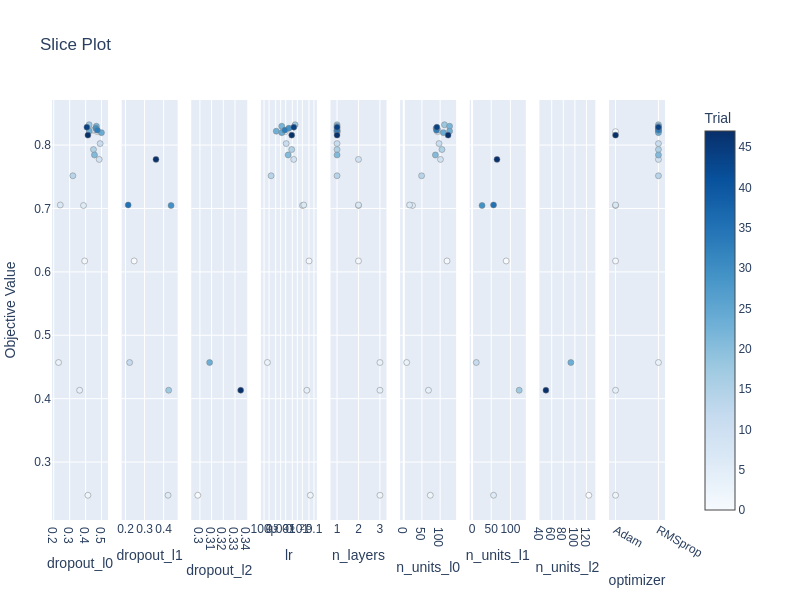 Slice Plot
Trial
Objective Value
0.8
0.7
0.6
0.5
0.4
0.3
45
40
35
30
25
20
15
10
5
0
0.2 0.3 0.4 0.5
0.2 0.3 0.4
0.31 0.32 0.33 0.34
0.1
1 2 3
0 50 100
0 50 100
40 60 80 100 120
Adam RMSprop
dropout_l0
dropout_l1
dropout_l2
lr
n_layers
n_units_l0
n_units_l1
n_units_l2
optimizer